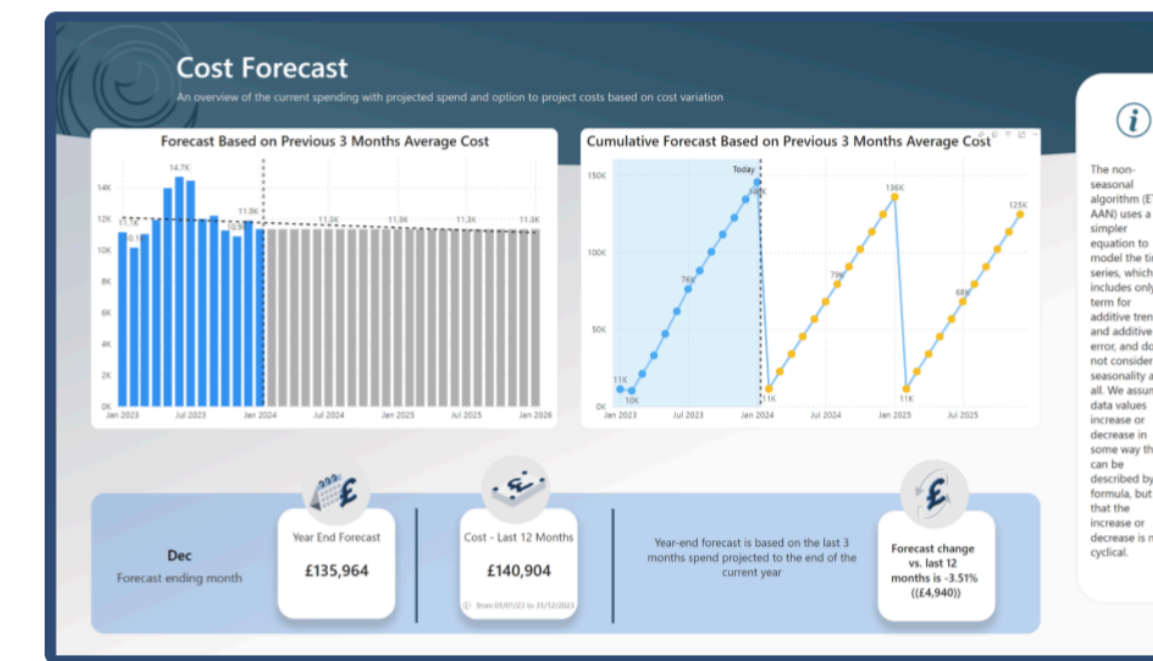 Cost Forecast
An overview of the current spending with projected spend and option to project costs based on cost variation
Forecast Based on Previous 3 Months Average Cost
14K
12K
10K
8K
6K
4K
2K
0K
11.1K
14.7K
11.9K
11.3K
11.3K
11.3K
11.3K
Jan 2023
Jul 2023
Jan 2024
Jul 2024
Jan 2025
Jul 2025
Jan 2026
Cumulative Forecast Based on Previous 3 Months Average Cost
150K
100K
50K
0K
Today
11K
10K
76K
11K
79K
136K
11K
68K
125K
Jan 2023
Jul 2023
Jan 2024
Jul 2024
Jan 2025
Jul 2025
Dec
Forecast ending month
Year End Forecast
£135,964
Cost - Last 12 Months
£140,904
from 01/01/23 to 31/12/2023
Year-end forecast is based on the last 3
months spend projected to the end of the
current year
Forecast change
vs. last 12
months is -3.51%
((£4,940))
i
The non-
seasonal
algorithm (ET
AAN) uses a
simpler
equation to
model the tim
series, which
includes only
term for
additive tren
and additive
error, and do
not consider
seasonality a
all. We assum
data values
increase or
decrease in
some way th
can be
described by
formula, but
that the
increase or
decrease is n
cyclical.